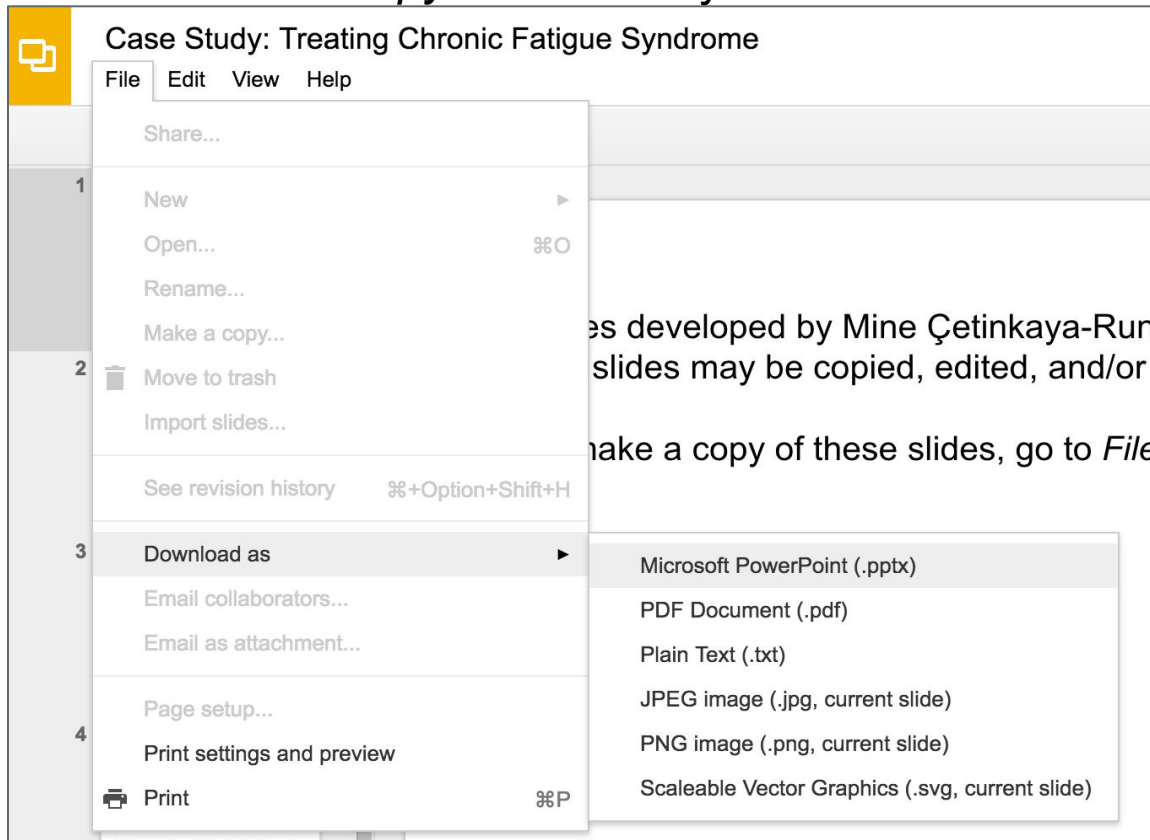 Case Study: Treating Chronic Fatigue Syndrome
File Edit View Help
Share...
1
New
Open... ⌘O
Rename...
es developed by Mine Çetinkaya-Run
Make a copy...
2
slides may be copied, edited, and/or
Move to trash
Import slides...
make a copy of these slides, go to File
See revision history ⌘+Option+Shift+H
3
Download as
Microsoft PowerPoint (.pptx)
Email collaborators...
PDF Document (.pdf)
Email as attachment...
Plain Text (.txt)
Page setup...
JPEG image (.jpg, current slide)
4
Print settings and preview
PNG image (.png, current slide)
Print ⌘P
Scaleable Vector Graphics (.svg, current slide)